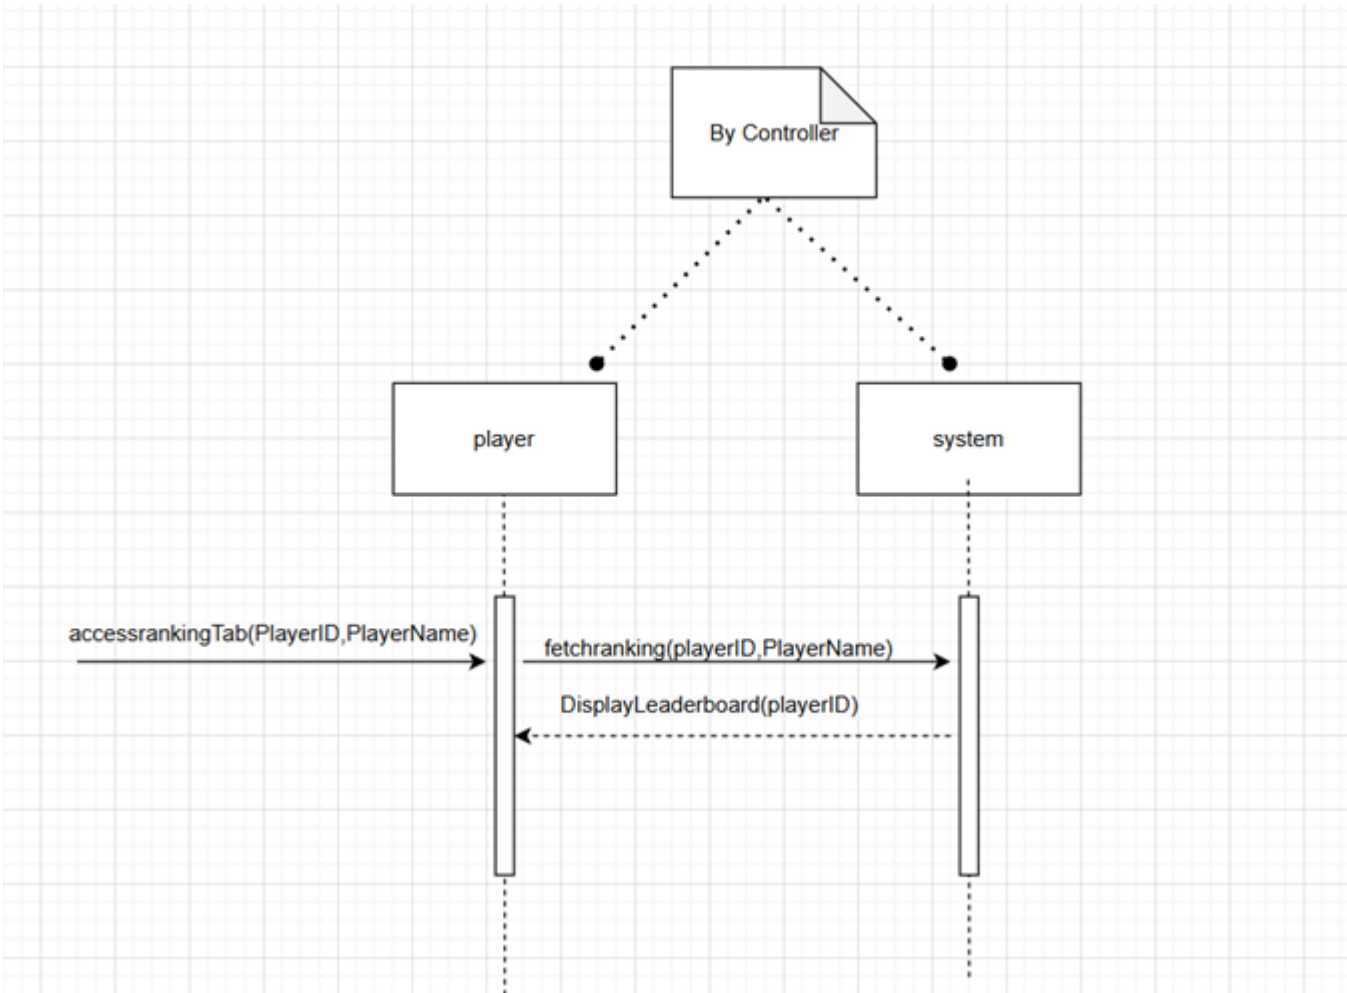 By Controller
player
system
accessrankingTab(PlayerID,PlayerName)
fetchranking(playerID,PlayerName)
DisplayLeaderboard(playerID)